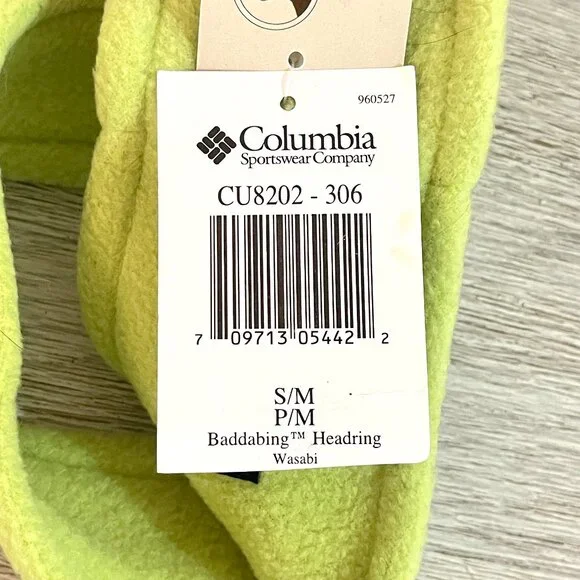 960527
Columbia
Sportswear Company
CU8202 - 306
7 09713 05442 2
S/M
P/M
Baddabing™ Headring
Wasabi